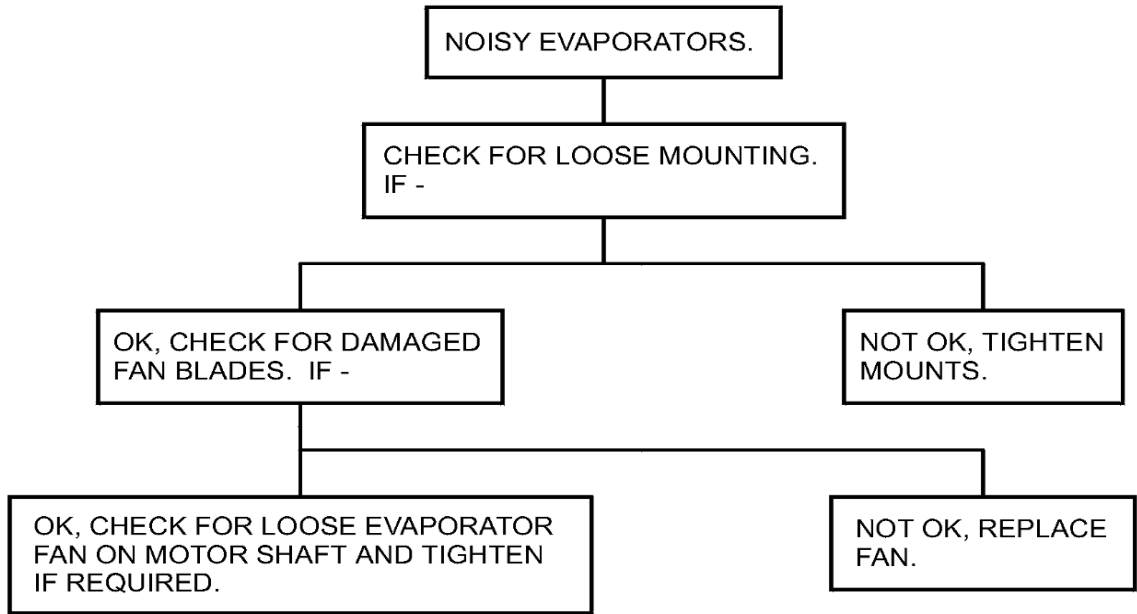 NOISY EVAPORATORS.
CHECK FOR LOOSE MOUNTING.
IF -
OK, CHECK FOR DAMAGED
FAN BLADES.  IF -
NOT OK, TIGHTEN
MOUNTS.
OK, CHECK FOR LOOSE EVAPORATOR
FAN ON MOTOR SHAFT AND TIGHTEN
IF REQUIRED.
NOT OK, REPLACE
FAN.